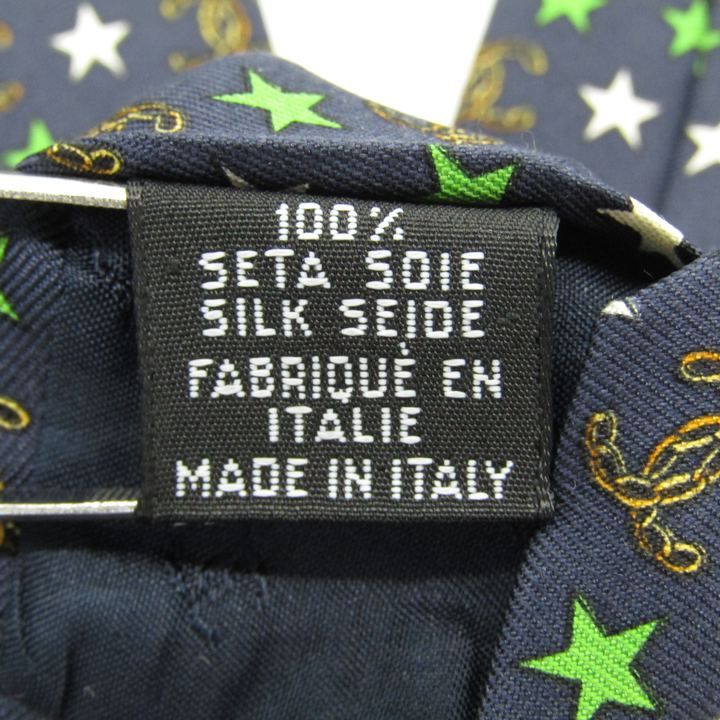 100%
SETA SOIE
SILK SEIDE
FABRIQUÉ EN
ITALIE
MADE IN ITALY